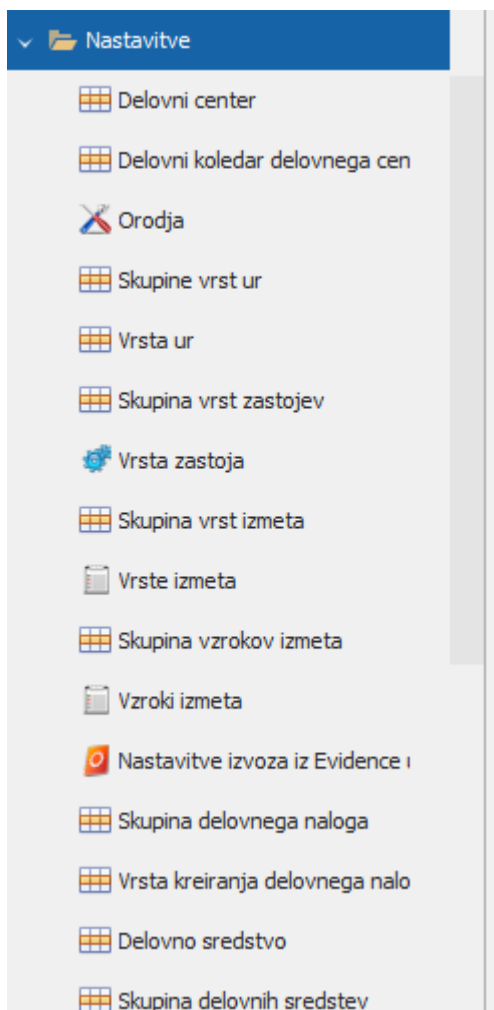 Nastavitve
Delovni center
Delovni koledar delovnega cen
Orodja
Skupine vrst ur
Vrsta ur
Skupina vrst zastojev
Vrsta zastoja
Skupina vrst izmeta
Vrste izmeta
Skupina vzrokov izmeta
Vzroki izmeta
Nastavitve izvoza iz Evidence
Skupina delovnega naloga
Vrsta kreiranja delovnega nalo
Delovno sredstvo
Skupina delovnih sredstev